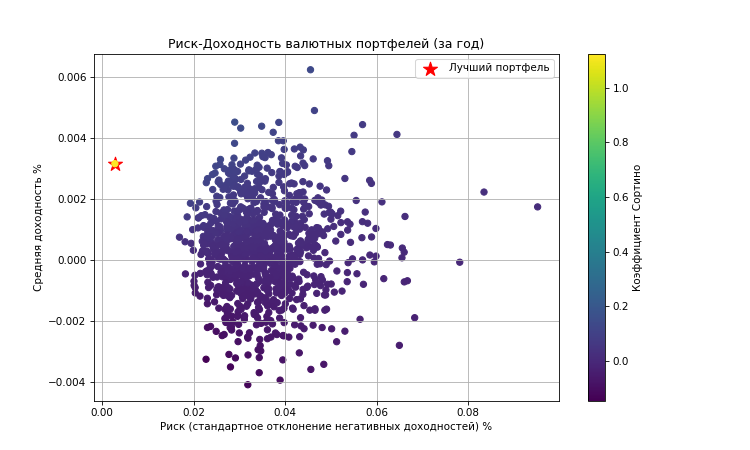 Риск-Доходность валютных портфелей (за год)
Лучший портфель
0.006
0.004
0.002
0.000
−0.002
−0.004
Средняя доходность %
0.00 0.02 0.04 0.06 0.08
Риск (стандартное отклонение негативных доходностей) %
1.0
0.8
0.6
0.4
0.2
0.0
Коэффициент Сортино